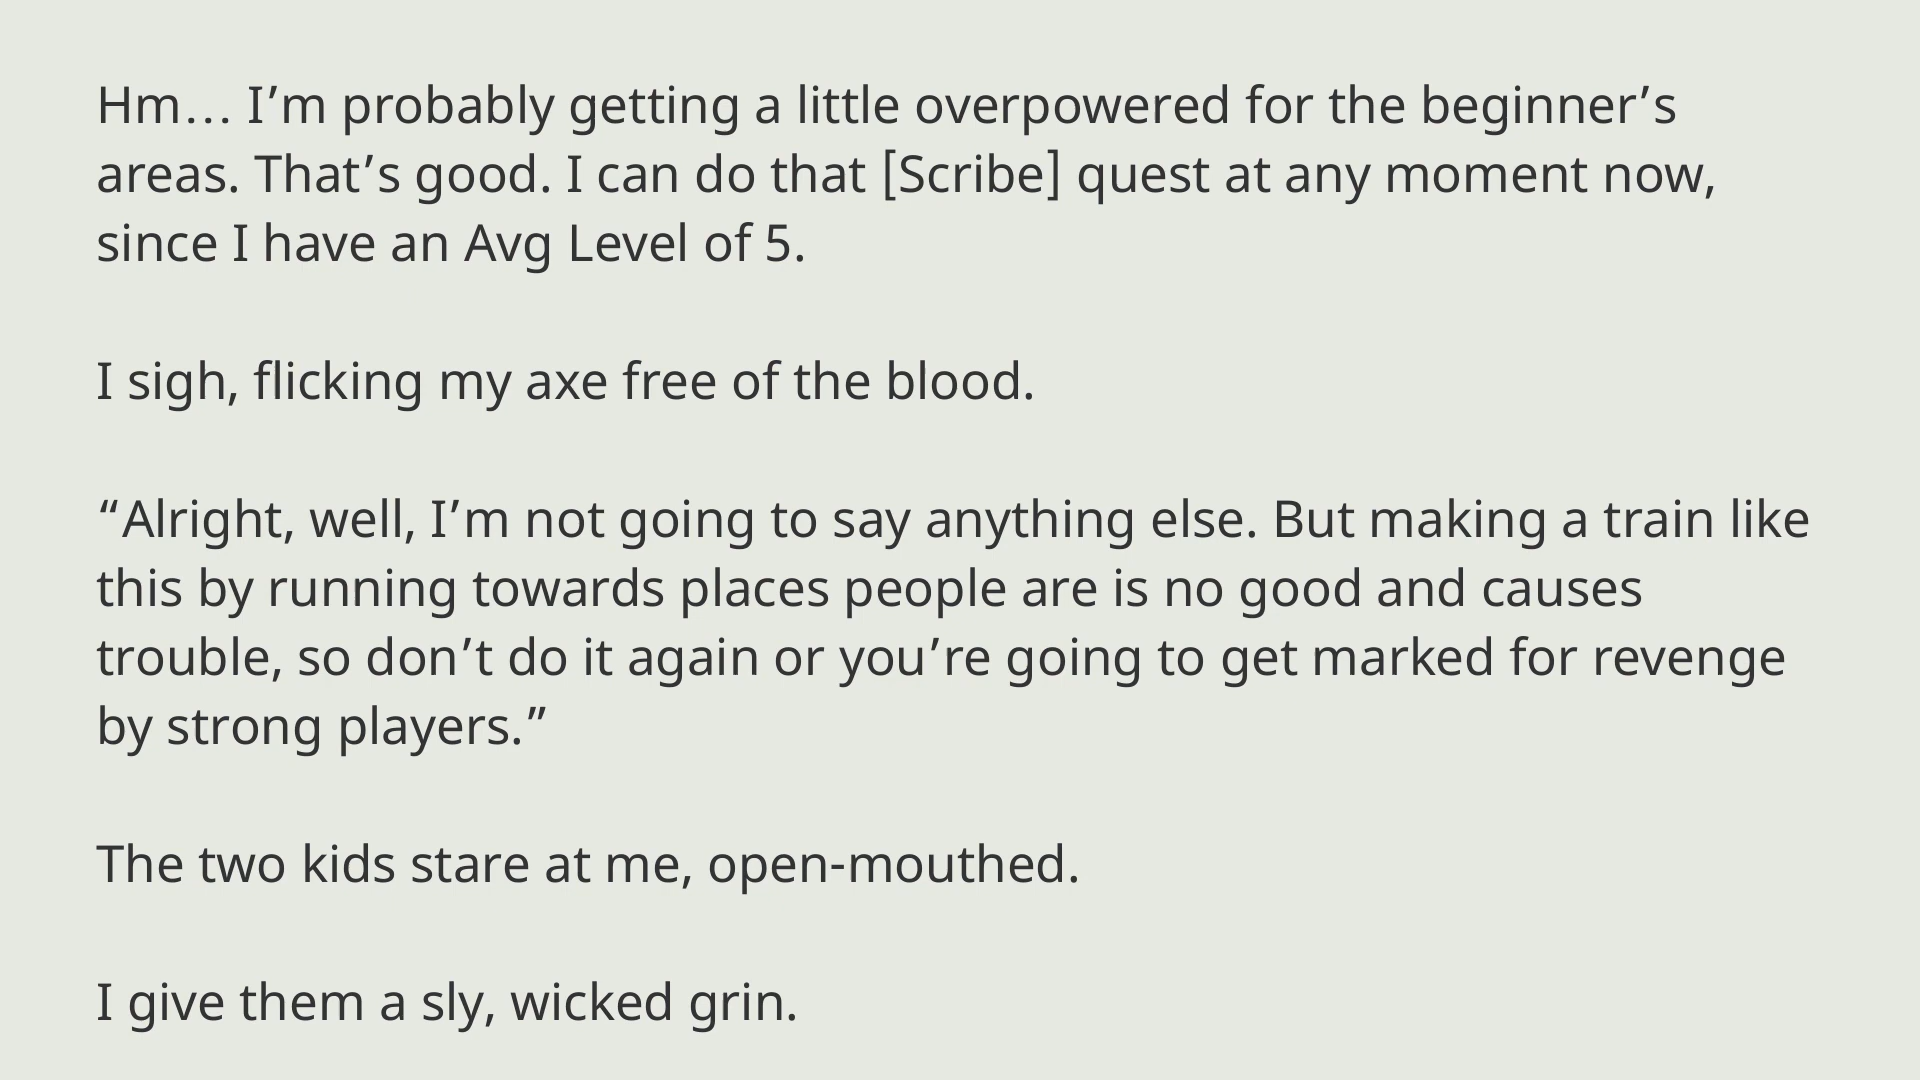 Hm… I’m probably getting a little overpowered for the beginner’s
areas. That’s good. I can do that [Scribe] quest at any moment now,
since I have an Avg Level of 5.
I sigh, flicking my axe free of the blood.
“Alright, well, I’m not going to say anything else. But making a train like
this by running towards places people are is no good and causes
trouble, so don’t do it again or you’re going to get marked for revenge
by strong players.”
The two kids stare at me, open-mouthed.
I give them a sly, wicked grin.